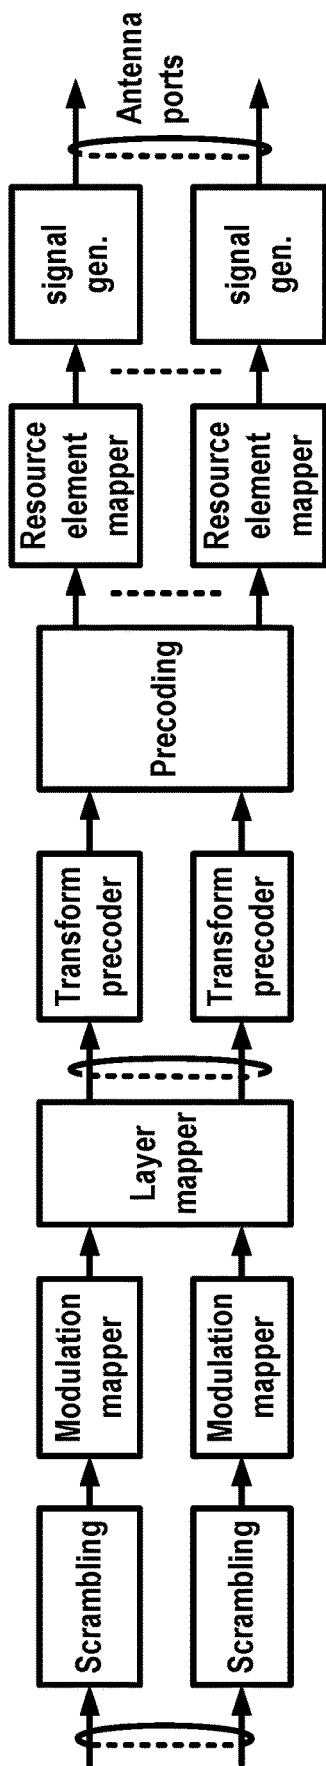 Scrambling
Scrambling
Modulation
mapper
Modulation
mapper
Layer
mapper
Transform
precoder
Transform
precoder
Precoding
Resource
element
mapper
Resource
element
mapper
signal
gen.
signal
gen.
Antenna
ports